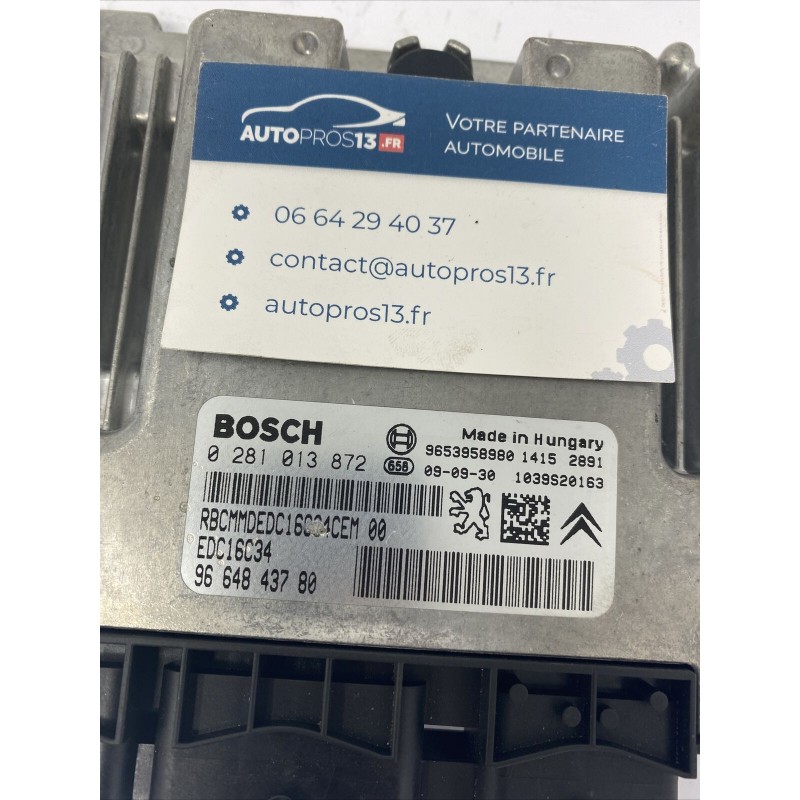 AUTOPROS13.FR
VOTRE PARTENAIRE
AUTOMOBILE
06 64 29 40 37
contact@autopros13.fr
autopros13.fr
BOSCH
Made in Hungary
9653958980 1415 2891
0 281 013 872
656 09-09-30 1039S20163
RBCMMDEDC16C34CEM 00
EDC16C34
96 648 437 80